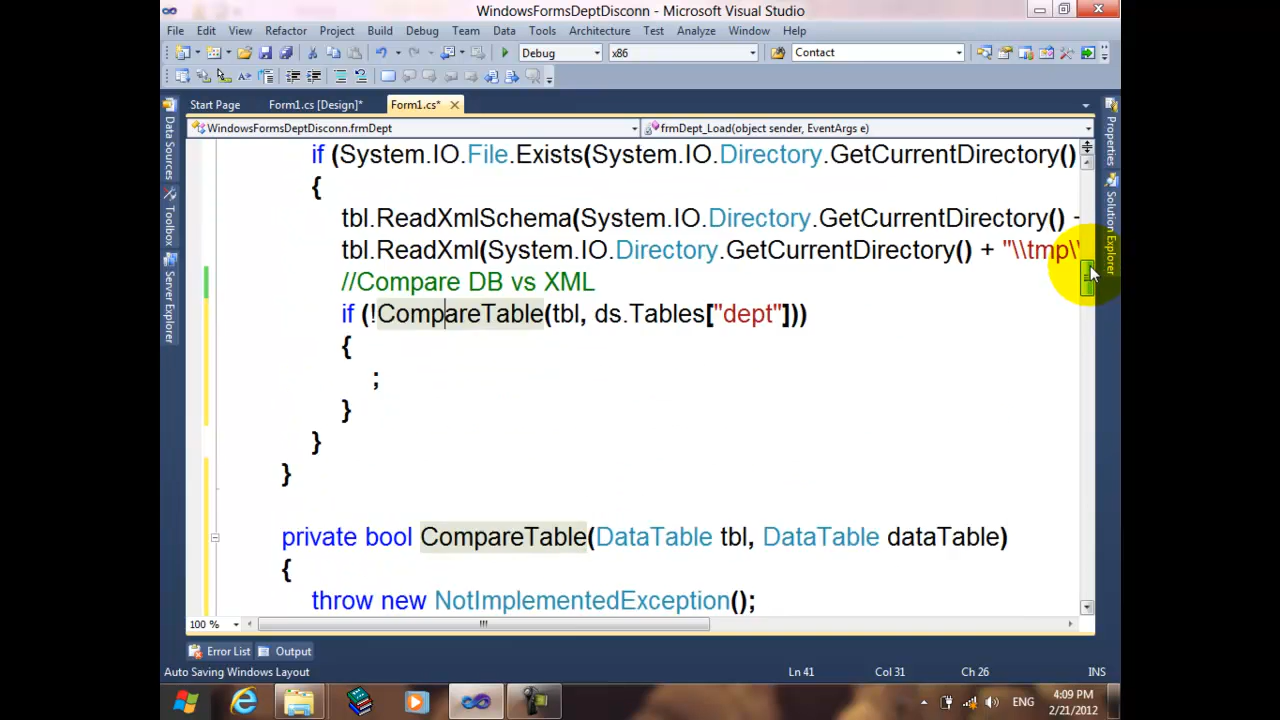 WindowsFormsDeptDisconn - Microsoft Visual Studio
File Edit View Refactor Project Build Debug Team Data Tools Architecture Test Analyze Window Help
Debug x86 Contact
Start Page Form1.cs [Design]* Form1.cs*
WindowsFormsDeptDisconn.frmDept frmDept_Load(object sender, EventArgs e)
Data Sources
Toolbox
Server Explorer
Properties
Solution Explorer
if (System.IO.File.Exists(System.IO.Directory.GetCurrentDirectory()
{
tbl.ReadXmlSchema(System.IO.Directory.GetCurrentDirectory()
tbl.ReadXml(System.IO.Directory.GetCurrentDirectory() + "\\tmp\
//Compare DB vs XML
if (!CompareTable(tbl, ds.Tables["dept"]))
{
;
}
}
}
private bool CompareTable(DataTable tbl, DataTable dataTable)
{
throw new NotImplementedException();
100 %
Error List Output
Auto Saving Windows Layout Ln 41 Col 31 Ch 26 INS
ENG 4:09 PM
2/21/2012